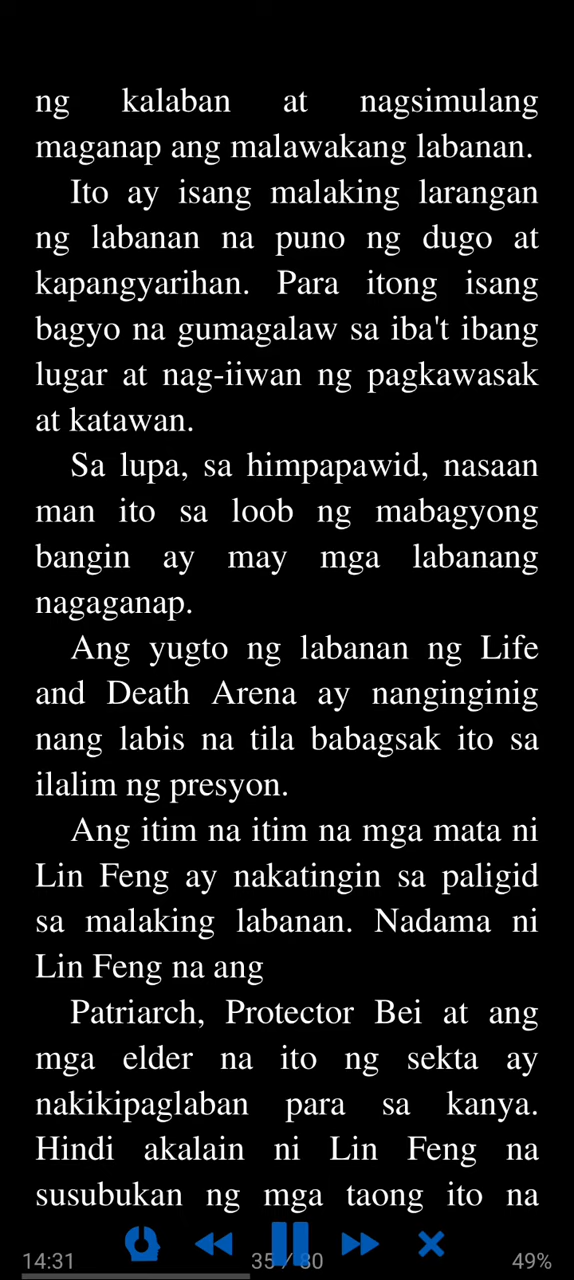 ng kalaban at nagsimulang
maganap ang malawakang labanan.
Ito ay isang malaking larangan
ng labanan na puno ng dugo at
kapangyarihan. Para itong isang
bagyo na gumagalaw sa iba't ibang
lugar at nag-iiwan ng pagkawasak
at katawan.
Sa lupa, sa himpapawid, nasaan
man ito sa loob ng mabagyong
bangin ay may mga labanang
nagaganap.
Ang yugto ng labanan ng Life
and Death Arena ay nanginginig
nang labis na tila babagsak ito sa
ilalim ng presyon.
Ang itim na itim na mga mata ni
Lin Feng ay nakatingin sa paligid
sa malaking labanan. Nadama ni
Lin Feng na ang
Patriarch, Protector Bei at ang
mga elder na ito ng sekta ay
nakikipaglaban para sa kanya.
Hindi akalain ni Lin Feng na
susubukan ng mga taong ito na
14:31 35 / 80 49%